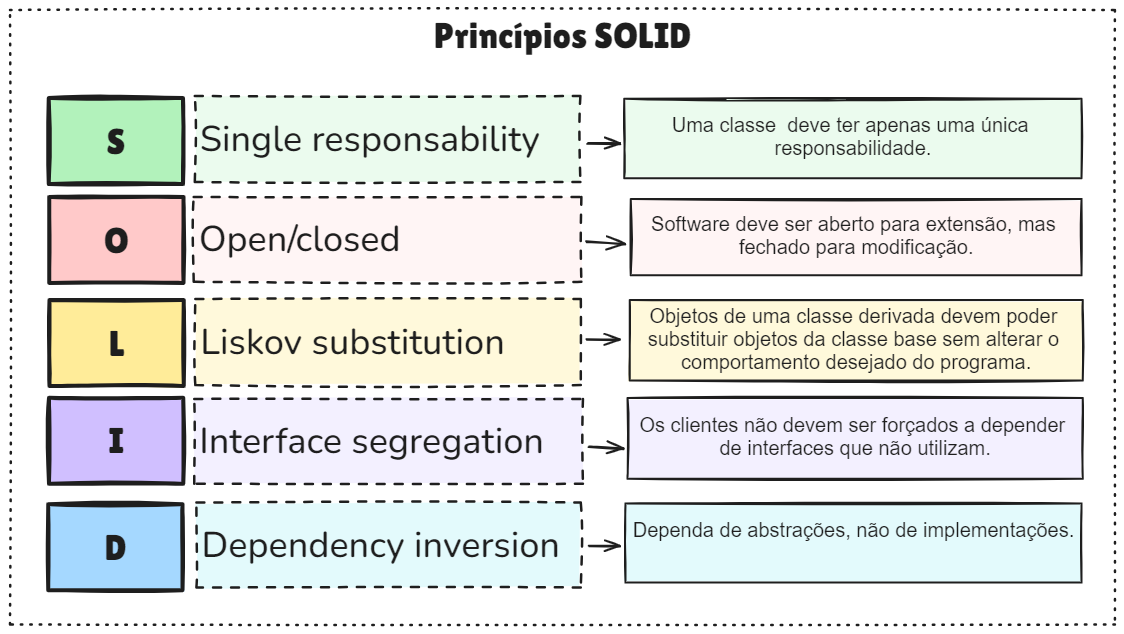 Princípios SOLID
S
Single responsability
Uma classe deve ter apenas uma única
responsabilidade.
O
Open/closed
Software deve ser aberto para extensão, mas
fechado para modificação.
L
Liskov substitution
Objetos de uma classe derivada devem poder
substituir objetos da classe base sem alterar o
comportamento desejado do programa.
I
Interface segregation
Os clientes não devem ser forçados a depender
de interfaces que não utilizam.
D
Dependency inversion
Dependa de abstrações, não de implementações.